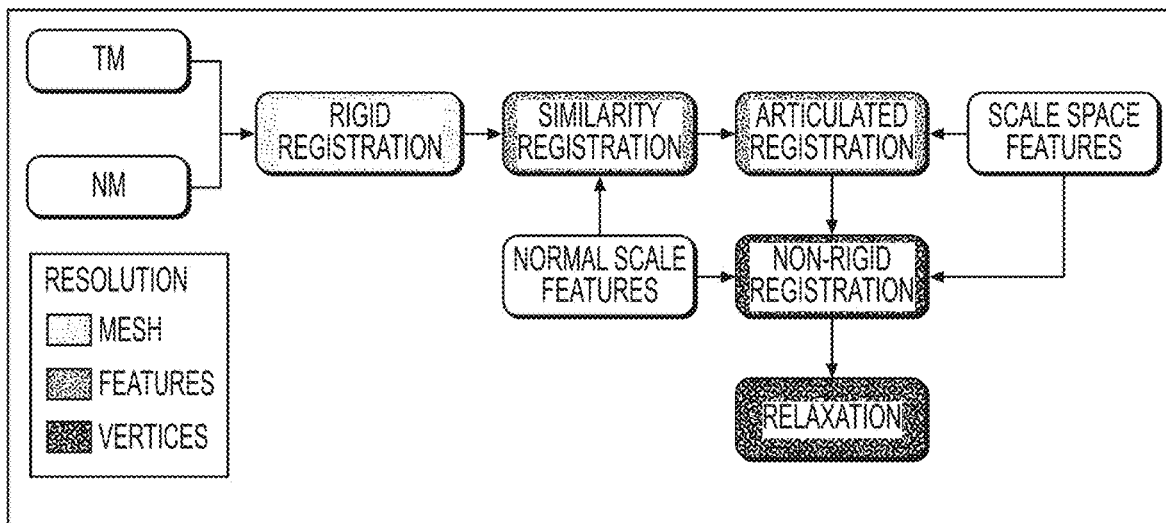 TM
NM
RIGID
REGISTRATION
SIMILARITY
REGISTRATION
ARTICULATED
REGISTRATION
SCALE SPACE
FEATURES
NORMAL SCALE
FEATURES
NON-RIGID
REGISTRATION
RELAXATION
RESOLUTION
MESH
FEATURES
VERTICES